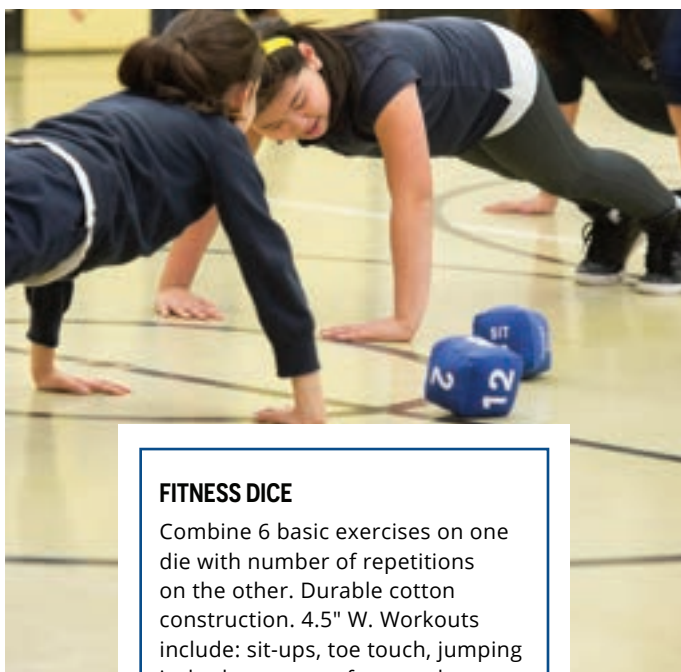 SIT
2
12
FITNESS DICE
Combine 6 basic exercises on one
die with number of repetitions
on the other. Durable cotton
construction. 4.5" W. Workouts
include: sit-ups, toe touch, jumping